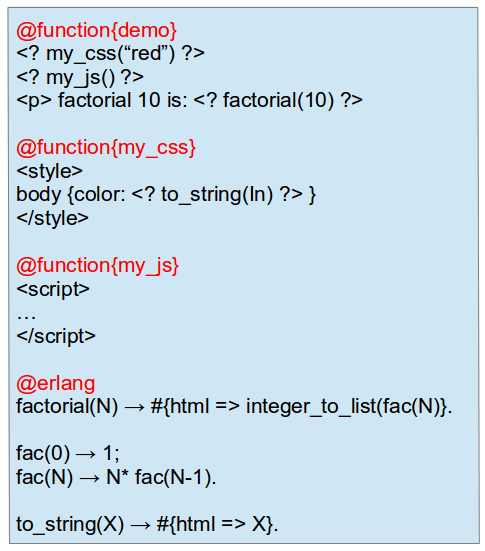 @function{demo}
<? my_css(“red”) ?>
<? my_js() ?>
<p> factorial 10 is: <? factorial(10) ?>
@function{my_css}
<style>
body {color: <? to_string(In) ?> }
</style>
@function{my_js}
<script>
…
</script>
@erlang
factorial(N) → #{html => integer_to_list(fac(N)}.
fac(0) → 1;
fac(N) → N* fac(N-1).
to_string(X) → #{html => X}.